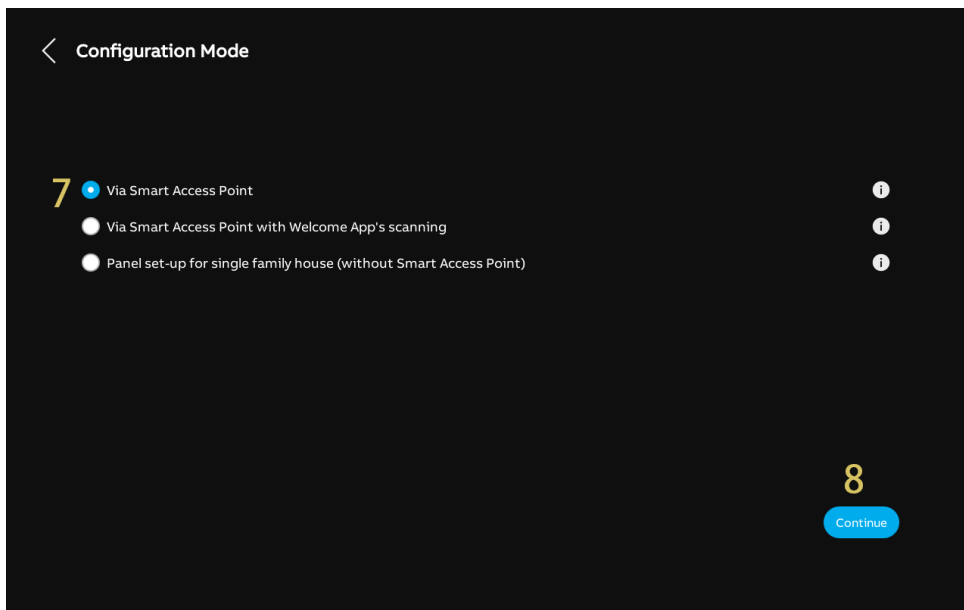 Configuration Mode
7 Via Smart Access Point
Via Smart Access Point with Welcome App's scanning
Panel set-up for single family house (without Smart Access Point)
8
Continue